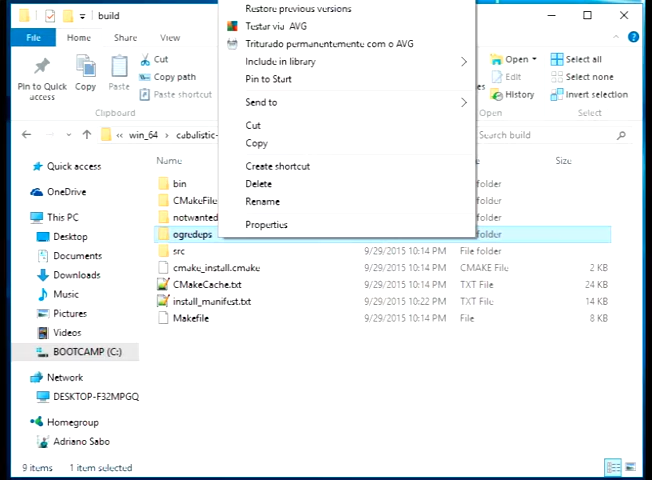 build
Restore previous versions
Testar via AVG
Triturado permanentemente com o AVG
Include in library
Pin to Start
Send to
Cut
Copy
Create shortcut
Delete
Rename
Properties
File Home Share View
Pin to Quick access
Copy
Paste
Cut
Copy path
Paste shortcut
Clipboard
Open
Edit
History
Open
Select all
Select none
Invert selection
Select
« win_64 › cabalistic-
Search build
Name
Size
Quick access
OneDrive
This PC
Desktop
Documents
Downloads
Music
Pictures
Videos
BOOTCAMP (C:)
Network
DESKTOP-F32MPGQ
Homegroup
Adriano Sabo
bin folder
CMakeFile folder
notwanted folder
ogredeps folder
src 9/29/2015 10:14 PM File folder
cmake_install.cmake 9/29/2015 10:14 PM CMAKE File 2 KB
CMakeCache.txt 9/29/2015 10:14 PM TXT File 24 KB
install_manifest.txt 9/29/2015 10:22 PM TXT File 14 KB
Makefile 9/29/2015 10:14 PM File 8 KB
9 items 1 item selected